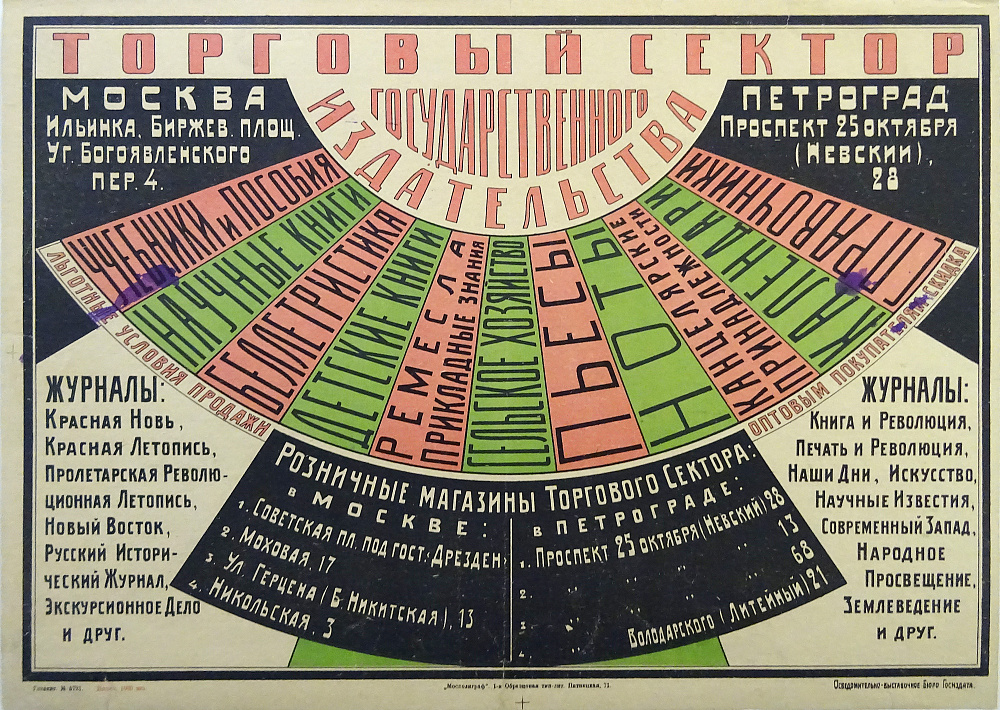 ТОРГОВЫЙ СЕКТОР
ГОСУДАРСТВЕННОГО
ИЗДАТЕЛЬСТВА
МОСКВА
ИЛЬИНКА, БИРЖЕВ. ПЛОЩ.
УГ. БОГОЯВЛЕНСКОГО
ПЕР. 4.
ПЕТРОГРАД
ПРОСПЕКТ 25 ОКТЯБРЯ
(НЕВСКИЙ),
28
УЧЕБНИКИ И ПОСОБИЯ
НАУЧНЫЕ КНИГИ
БЕЛЛЕТРИСТИКА
ДЕТСКИЕ КНИГИ
РЕМЕСЛА
ПРИКЛАДНЫЕ ЗНАНИЯ
СЕЛЬСКОЕ ХОЗЯЙСТВО
ПЬЕСЫ
НОТЫ
КАНЦЕЛЯРСКИЕ
ПРИНАДЛЕЖНОСТИ
КАЛЕНДАРИ
СПРАВОЧНИКИ
ЛЬГОТНЫЕ УСЛОВИЯ ПРОДАЖИ
ОПТОВЫМ ПОКУПАТЕЛЯМ СКИДКА
ЖУРНАЛЫ:
КРАСНАЯ НОВЬ,
КРАСНАЯ ЛЕТОПИСЬ,
ПРОЛЕТАРСКАЯ РЕВОЛЮ-
ЦИОННАЯ ЛЕТОПИСЬ,
НОВЫЙ ВОСТОК,
РУССКИЙ ИСТОРИ-
ЧЕСКИЙ ЖУРНАЛ,
ЭКСКУРСИОННОЕ ДЕЛО
И ДРУГ.
РОЗНИЧНЫЕ МАГАЗИНЫ ТОРГОВОГО СЕКТОРА:
В МОСКВЕ:
1. СОВЕТСКАЯ ПЛ. ПОД ГОСТ. „ДРЕЗДЕН“
2. МОХОВАЯ, 17
3. УЛ. ГЕРЦЕНА (Б. НИКИТСКАЯ), 13
4. НИКОЛЬСКАЯ, 3
В ПЕТРОГРАДЕ:
1. ПРОСПЕКТ 25 ОКТЯБРЯ (НЕВСКИЙ) 28
2. „ „ „ 13
3. „ „ „ 68
4. ВОЛОДАРСКОГО (ЛИТЕЙНЫЙ) 21
ЖУРНАЛЫ:
КНИГА И РЕВОЛЮЦИЯ,
ПЕЧАТЬ И РЕВОЛЮЦИЯ,
НАШИ ДНИ, ИСКУССТВО,
НАУЧНЫЕ ИЗВЕСТИЯ,
СОВРЕМЕННЫЙ ЗАПАД,
НАРОДНОЕ
ПРОСВЕЩЕНИЕ,
ЗЕМЛЕВЕДЕНИЕ
И ДРУГ.
„Мосполиграф“. 1-я Образцовая тип.-лит. Пятницкая, 71.
ОСВЕДОМИТЕЛЬНО-ВЫСТАВОЧНОЕ БЮРО ГОСИЗДАТА.